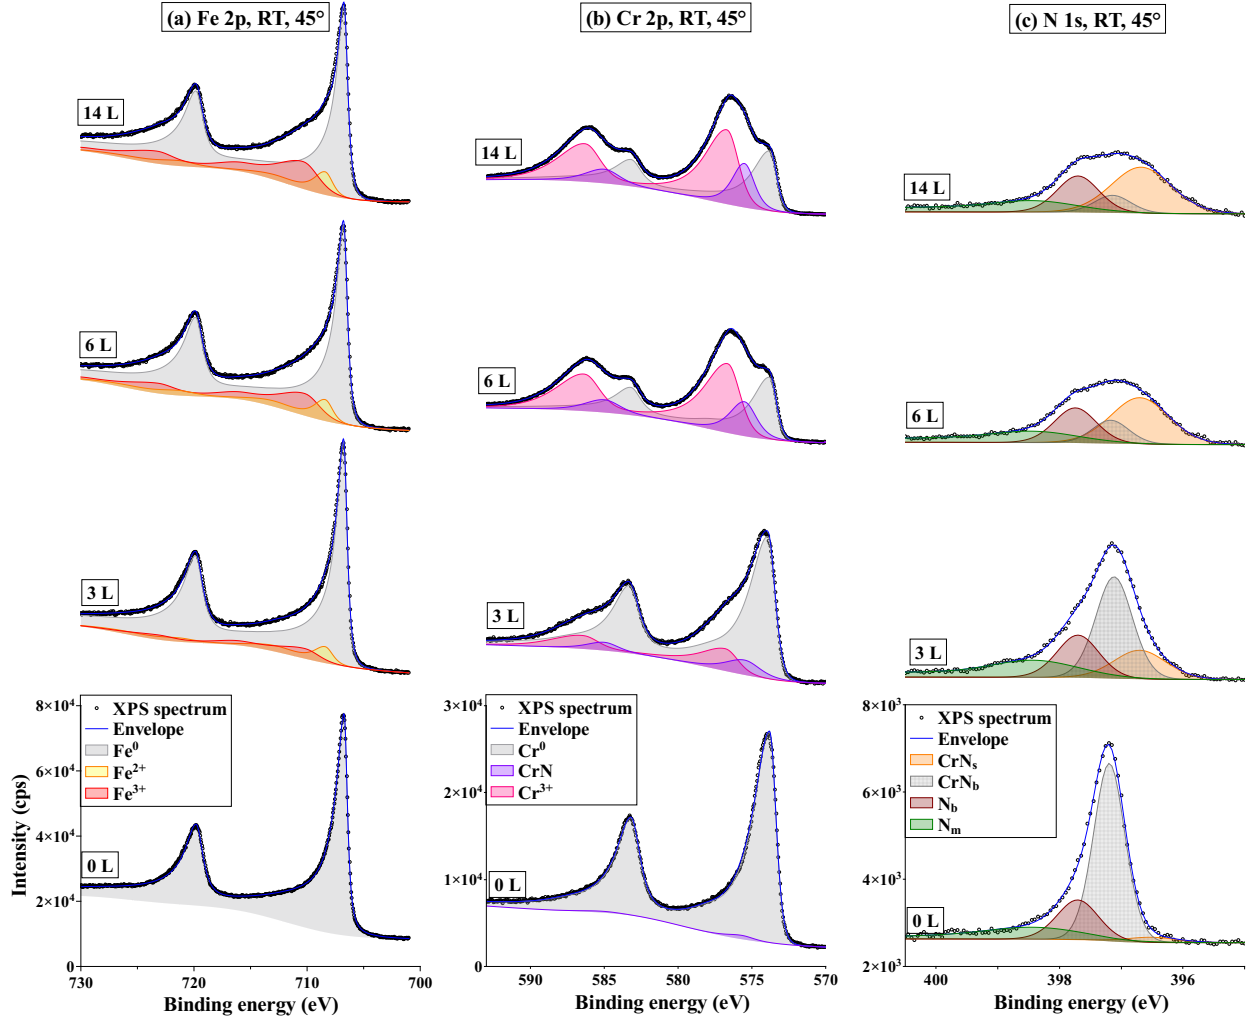 (a) Fe 2p, RT, 45°
14 L
6 L
3 L
8×10⁴
6×10⁴
4×10⁴
2×10⁴
0
Intensity (cps)
XPS spectrum
Envelope
Fe⁰
Fe²⁺
Fe³⁺
0 L
730
720
710
700
Binding energy (eV)
(b) Cr 2p, RT, 45°
14 L
6 L
3 L
3×10⁴
2×10⁴
1×10⁴
0
XPS spectrum
Envelope
Cr⁰
CrN
Cr³⁺
0 L
590
585
580
575
570
Binding energy (eV)
(c) N 1s, RT, 45°
14 L
6 L
3 L
8×10³
6×10³
4×10³
2×10³
XPS spectrum
Envelope
CrNₛ
CrN_b
N_b
Nₘ
0 L
400
398
396
Binding energy (eV)